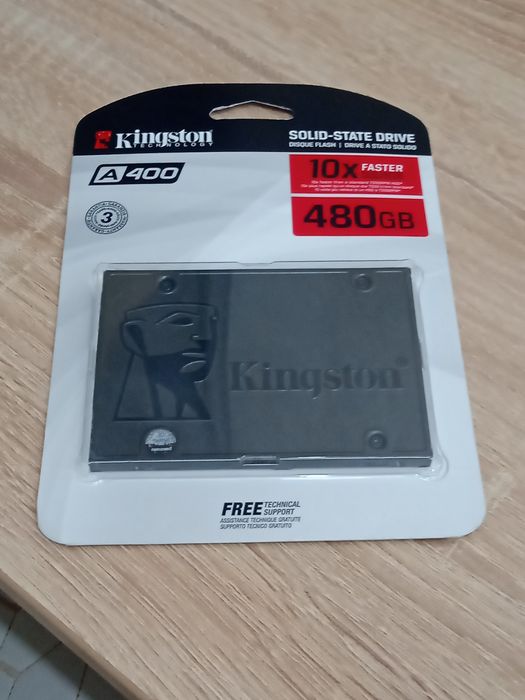 Kingston
TECHNOLOGY
SOLID-STATE DRIVE
DISQUE FLASH | DRIVE A STATO SOLIDO
A400
10x FASTER
3
480GB
Kingston
FREE TECHNICAL SUPPORT
ASSISTANCE TECHNIQUE GRATUITE
SUPORTO TECNICO GRATUITO